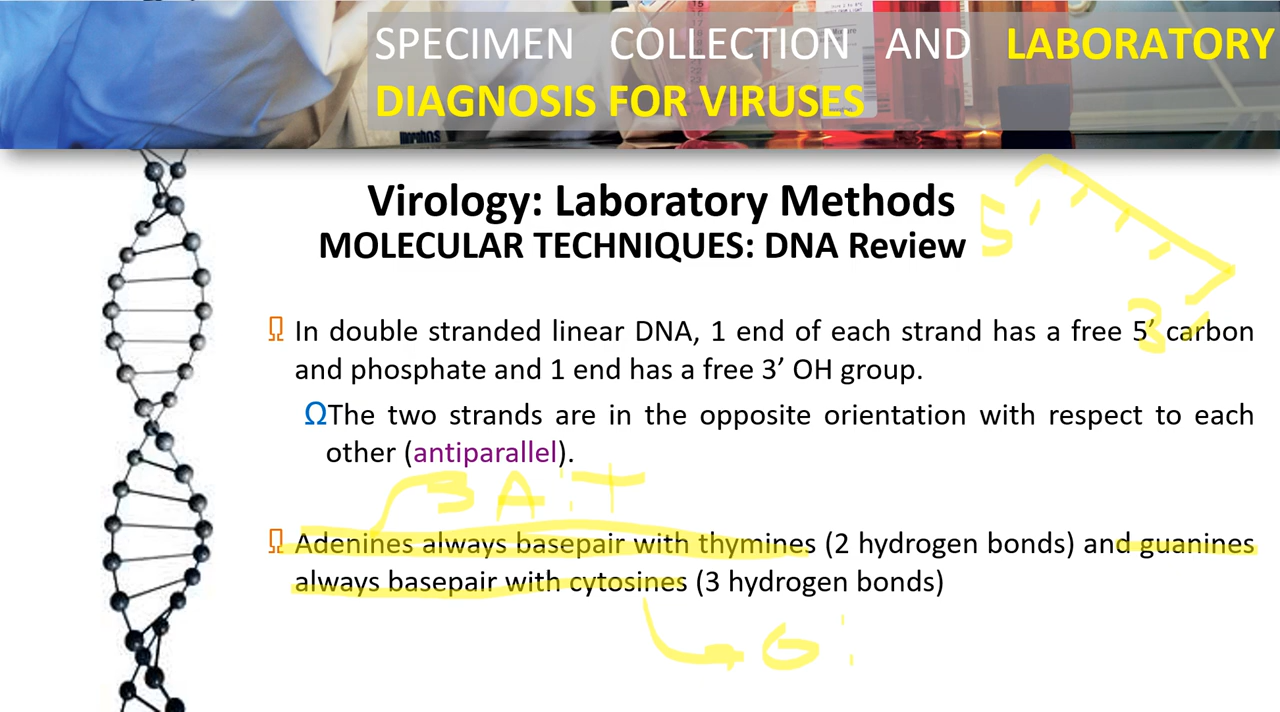 SPECIMEN COLLECTION AND LABORATORY
DIAGNOSIS FOR VIRUSES
Virology: Laboratory Methods
MOLECULAR TECHNIQUES: DNA Review
5'
3'
Ω In double stranded linear DNA, 1 end of each strand has a free 5’ carbon
and phosphate and 1 end has a free 3’ OH group.
ΩThe two strands are in the opposite orientation with respect to each
other (antiparallel).
A:T
Ω Adenines always basepair with thymines (2 hydrogen bonds) and guanines
always basepair with cytosines (3 hydrogen bonds)
G: